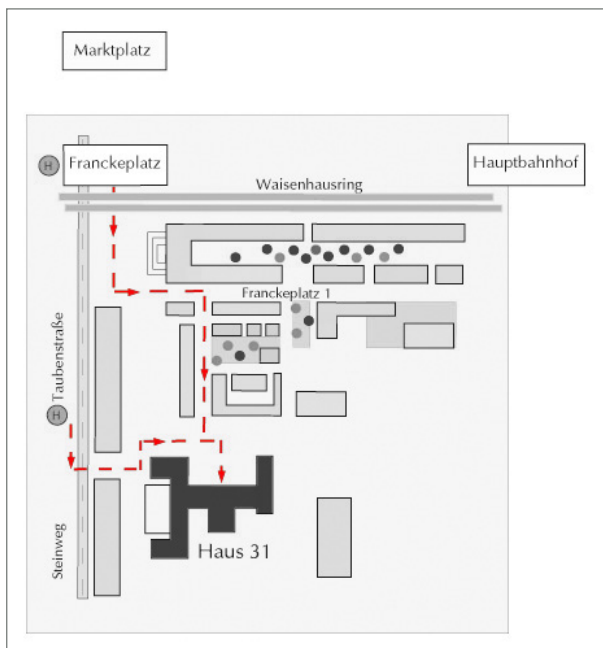 Marktplatz
H
Franckeplatz
Hauptbahnhof
Waisenhausring
Franckeplatz 1
Taubenstraße
H
Steinweg
Haus 31